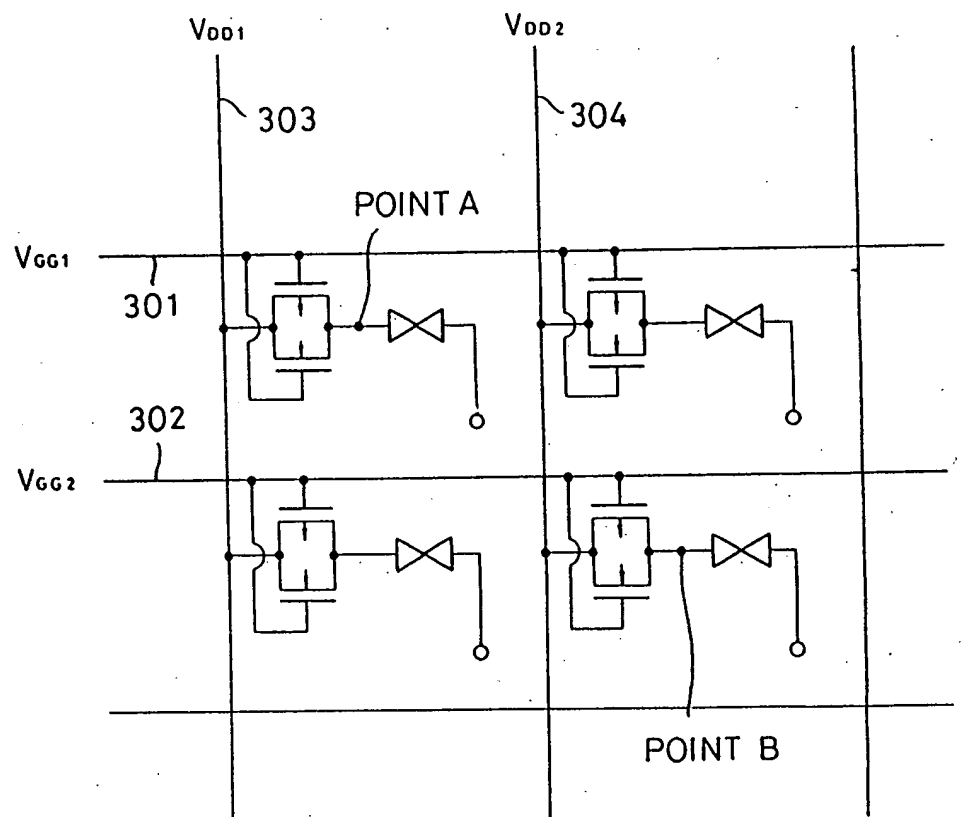 VDD1
VDD2
303
304
POINT A
VGG1
301
302
VGG2
POINT B